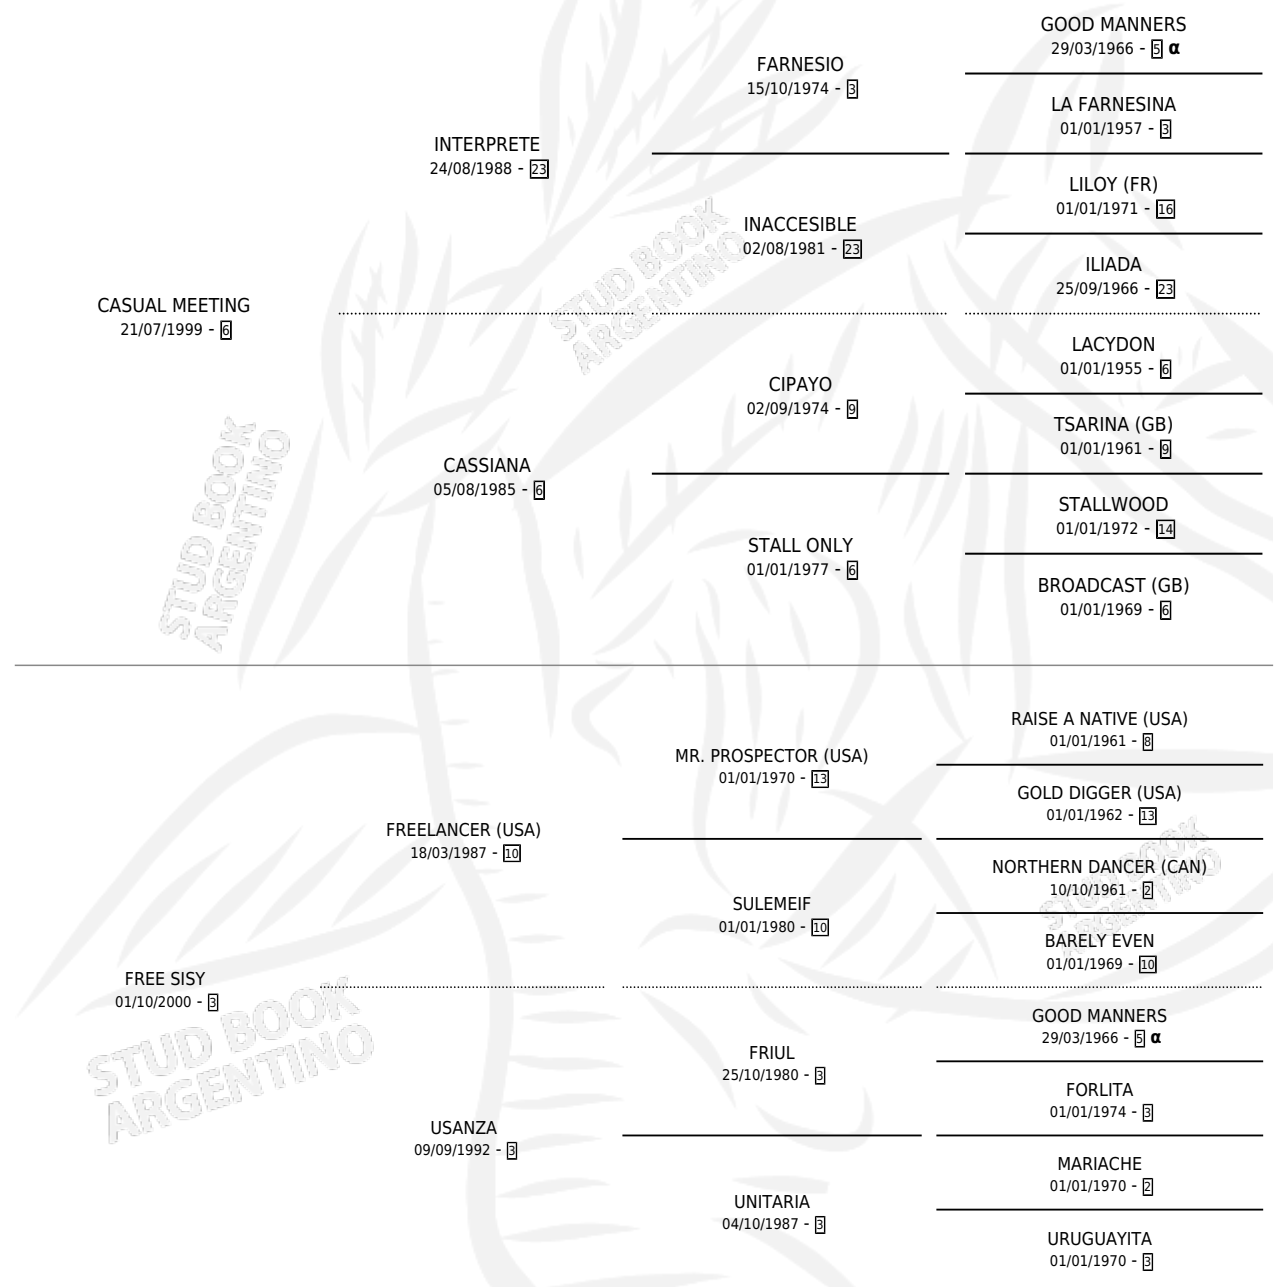 GOOD MANNERS
29/03/1966 - 5 α
FARNESIO
15/10/1974 - 3
LA FARNESINA
01/01/1957 - 3
INTERPRETE
24/08/1988 - 23
LILOY (FR)
01/01/1971 - 16
INACCESIBLE
02/08/1981 - 23
ILIADA
25/09/1966 - 23
CASUAL MEETING
21/07/1999 - 6
LACYDON
01/01/1955 - 6
CIPAYO
02/09/1974 - 9
TSARINA (GB)
01/01/1961 - 9
CASSIANA
05/08/1985 - 6
STALLWOOD
01/01/1972 - 14
STALL ONLY
01/01/1977 - 6
BROADCAST (GB)
01/01/1969 - 6
RAISE A NATIVE (USA)
01/01/1961 - 8
MR. PROSPECTOR (USA)
01/01/1970 - 13
GOLD DIGGER (USA)
01/01/1962 - 13
FREELANCER (USA)
18/03/1987 - 10
NORTHERN DANCER (CAN)
10/10/1961 - 2
SULEMEIF
01/01/1980 - 10
BARELY EVEN
01/01/1969 - 10
FREE SISY
01/10/2000 - 3
GOOD MANNERS
29/03/1966 - 5 α
FRIUL
25/10/1980 - 3
FORLITA
01/01/1974 - 3
USANZA
09/09/1992 - 3
MARIACHE
01/01/1970 - 2
UNITARIA
04/10/1987 - 3
URUGUAYITA
01/01/1970 - 3
STUD BOOK
ARGENTINO
STUD BOOK
ARGENTINO
STUD BOOK
ARGENTINO
STUD BOOK
ARGENTINO